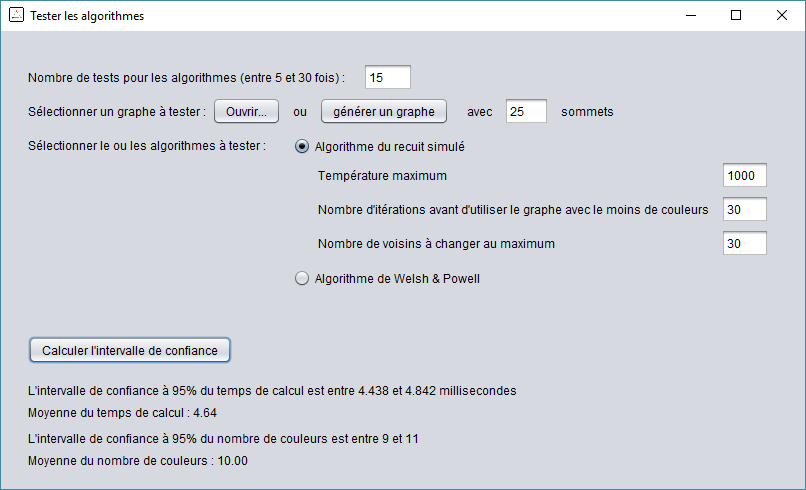 Tester les algorithmes
Nombre de tests pour les algorithmes (entre 5 et 30 fois) : 15
Sélectionner un graphe à tester : Ouvrir... ou générer un graphe avec 25 sommets
Sélectionner le ou les algorithmes à tester : Algorithme du recuit simulé
Température maximum 1000
Nombre d'itérations avant d'utiliser le graphe avec le moins de couleurs 30
Nombre de voisins à changer au maximum 30
Algorithme de Welsh & Powell
Calculer l'intervalle de confiance
L'intervalle de confiance à 95% du temps de calcul est entre 4.438 et 4.842 millisecondes
Moyenne du temps de calcul : 4.64
L'intervalle de confiance à 95% du nombre de couleurs est entre 9 et 11
Moyenne du nombre de couleurs : 10.00